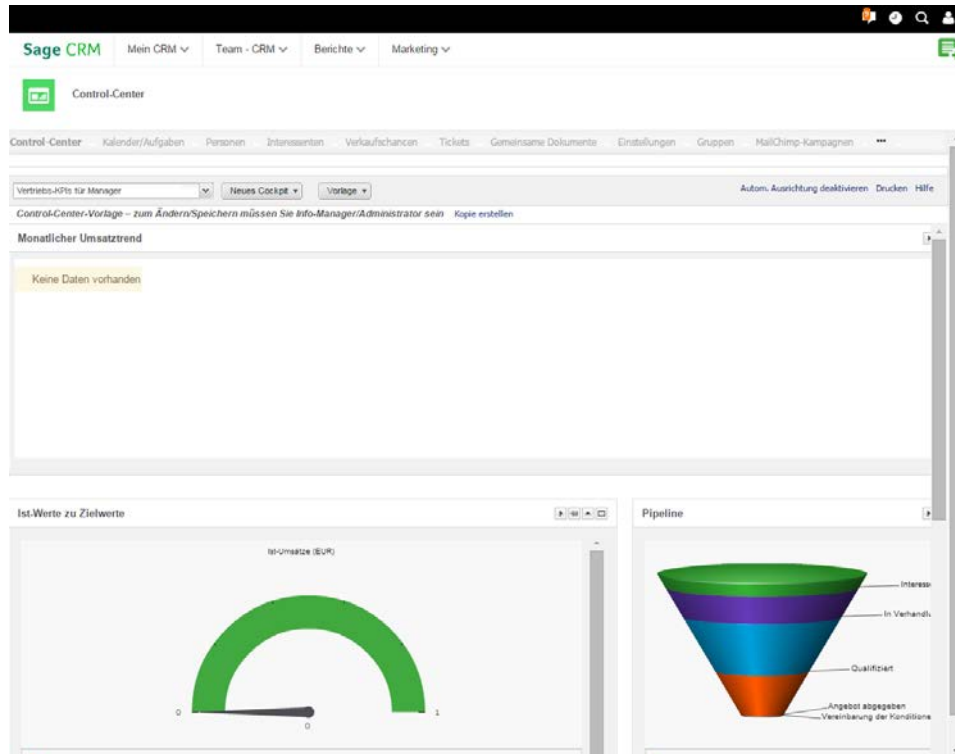 Sage CRM Mein CRM Team - CRM Berichte Marketing
Control-Center
Control-Center Kalender/Aufgaben Personen Interessenten Verkaufschancen Tickets Gemeinsame Dokumente Einstellungen Gruppen MailChimp-Kampagnen •••
Vertriebs-KPIs für Manager Neues Cockpit Vorlage Autom. Ausrichtung deaktivieren Drucken Hilfe
Control-Center-Vorlage – zum Ändern/Speichern müssen Sie Info-Manager/Administrator sein Kopie erstellen
Monatlicher Umsatztrend
Keine Daten vorhanden
Ist-Werte zu Zielwerte Pipeline
Ist-Umsätze (EUR)
0 1
0
Interess
In Verhandl
Qualifiziert
Angebot abgegeben
Vereinbarung der Konditione